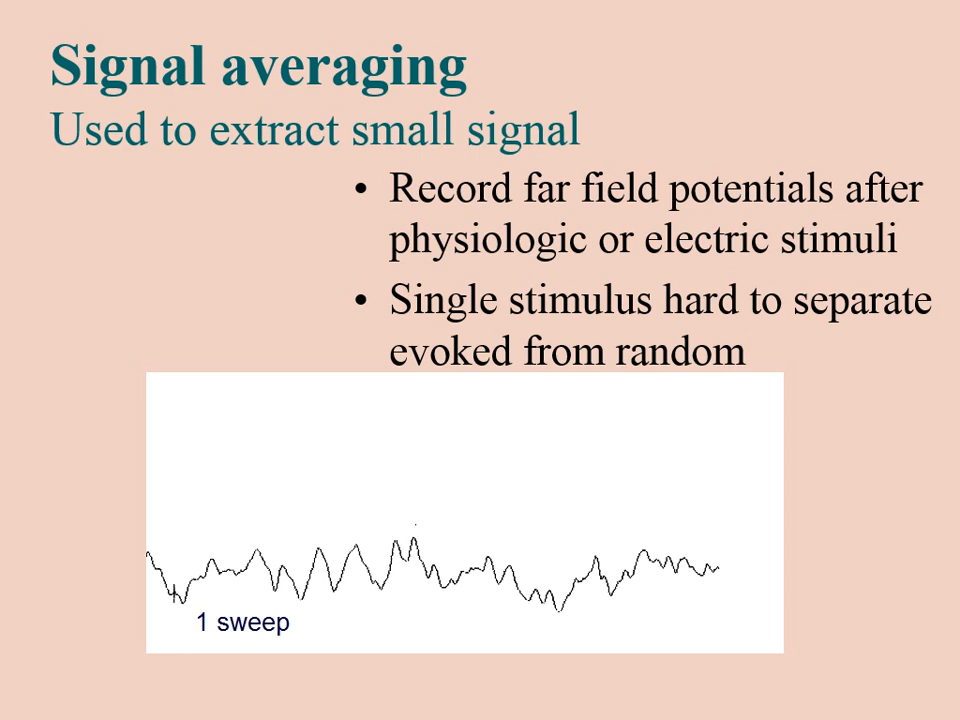 Signal averaging
Used to extract small signal
• Record far field potentials after
physiologic or electric stimuli
• Single stimulus hard to separate
evoked from random
1 sweep